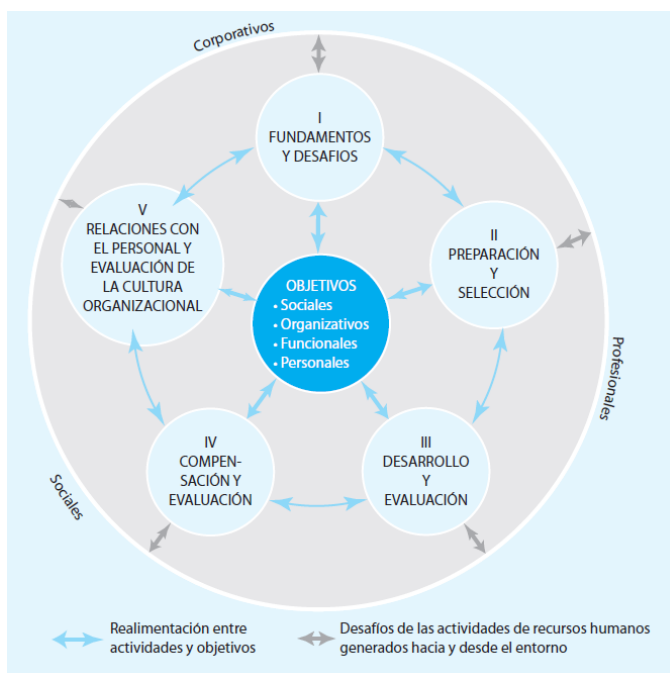 Corporativos
I
FUNDAMENTOS
Y DESAFIOS
V
RELACIONES CON
EL PERSONAL Y
EVALUACIÓN DE
LA CULTURA
ORGANIZACIONAL
II
PREPARACIÓN
Y
SELECCIÓN
OBJETIVOS
• Sociales
• Organizativos
• Funcionales
• Personales
Profesionales
IV
COMPEN-
SACIÓN Y
EVALUACIÓN
III
DESARROLLO
Y
EVALUACIÓN
Sociales
Realimentación entre
actividades y objetivos
Desafíos de las actividades de recursos humanos
generados hacia y desde el entorno